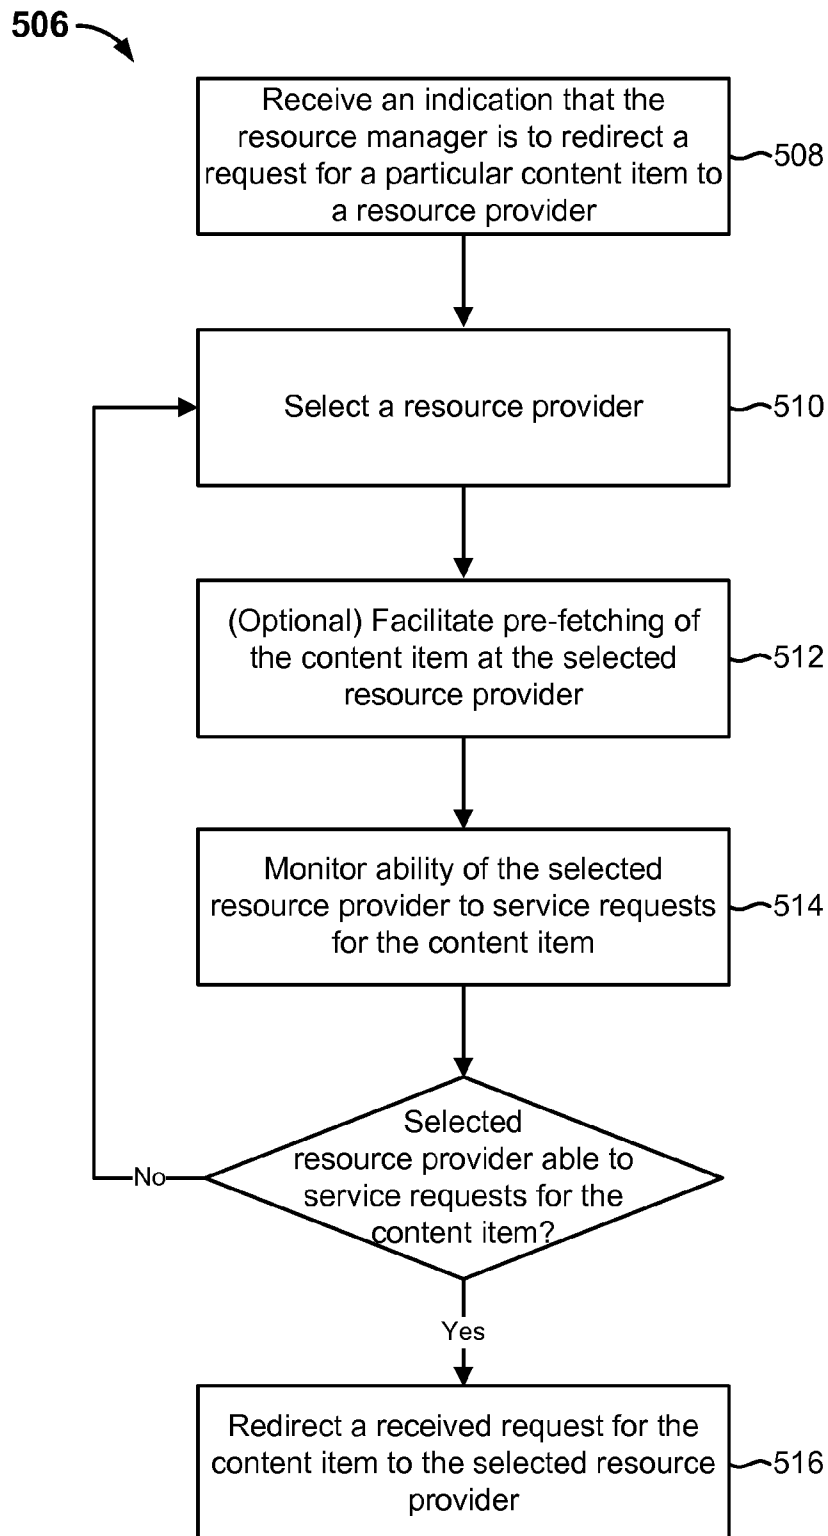 506
Receive an indication that the
resource manager is to redirect a
request for a particular content item to
a resource provider
508
Select a resource provider
510
(Optional) Facilitate pre-fetching of
the content item at the selected
resource provider
512
Monitor ability of the selected
resource provider to service requests
for the content item
514
Selected
resource provider able to
service requests for the
content item?
No
Yes
Redirect a received request for the
content item to the selected resource
provider
516